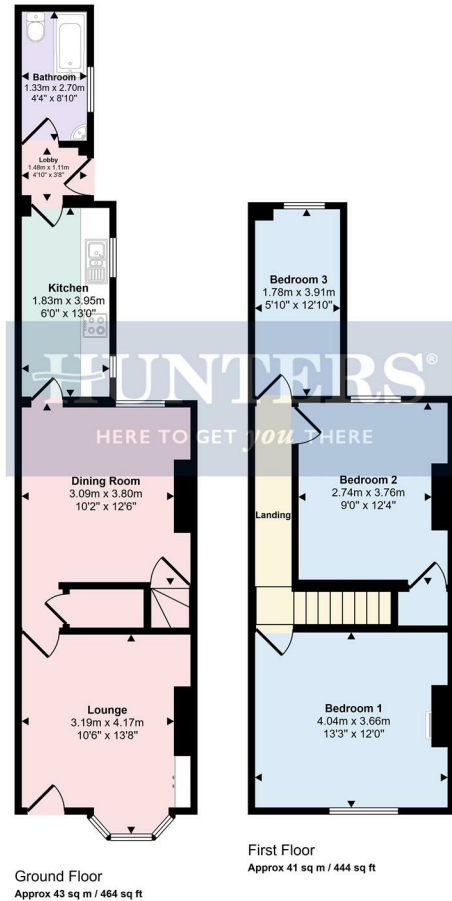 Bathroom
1.33m x 2.70m
4'4" x 8'10"
Lobby
1.48m x 1.11m
4'10" x 3'8"
Kitchen
1.83m x 3.95m
6'0" x 13'0"
Bedroom 3
1.78m x 3.91m
5'10" x 12'10"
HUNTERS®
HERE TO GET you THERE
Dining Room
3.09m x 3.80m
10'2" x 12'6"
Bedroom 2
2.74m x 3.76m
9'0" x 12'4"
Landing
Lounge
3.19m x 4.17m
10'6" x 13'8"
Bedroom 1
4.04m x 3.66m
13'3" x 12'0"
Ground Floor
Approx 43 sq m / 464 sq ft
First Floor
Approx 41 sq m / 444 sq ft